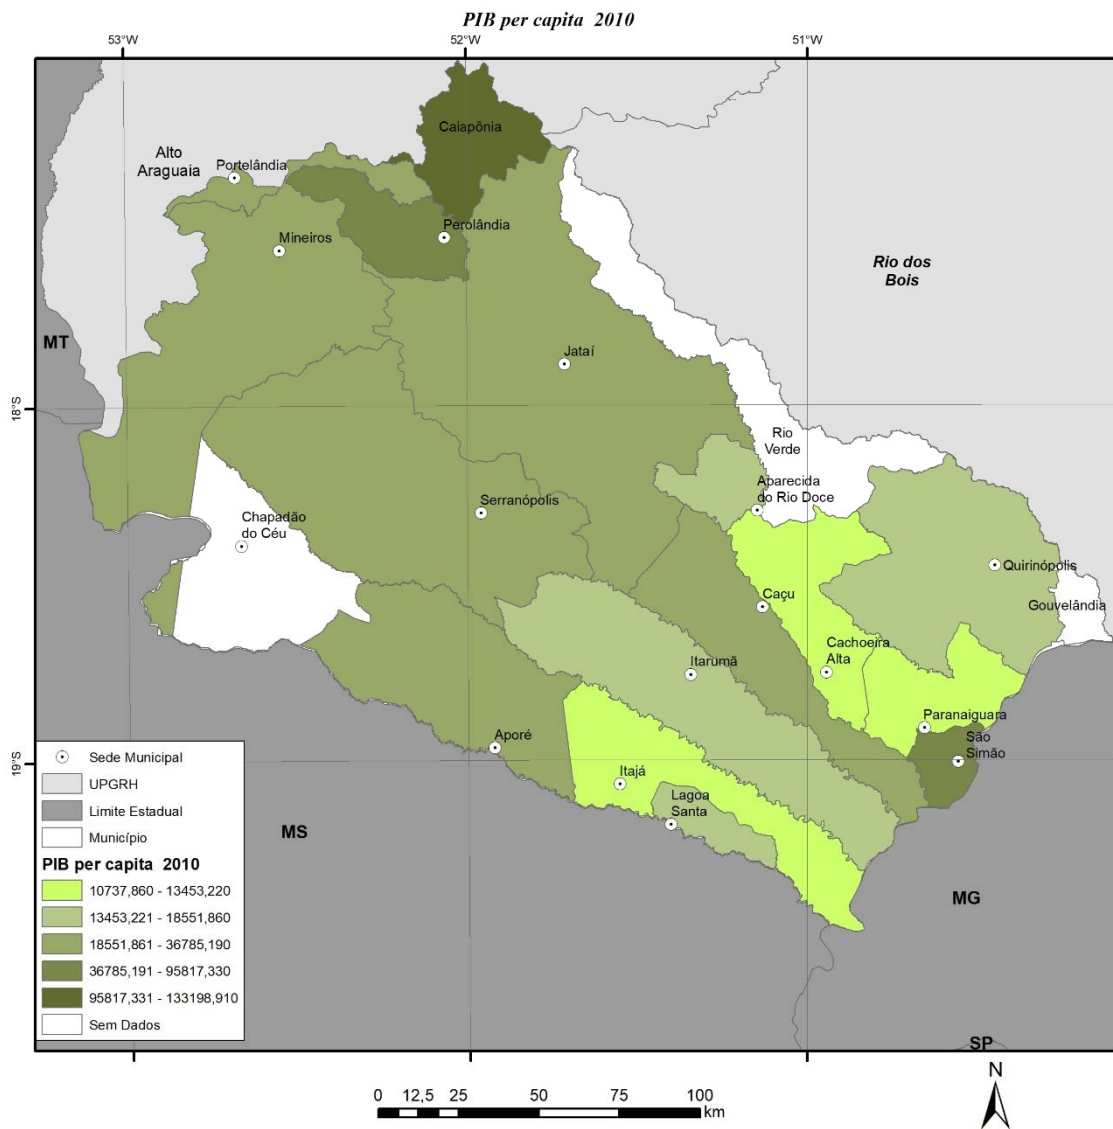 PIB per capita 2010
53°W
52°W
51°W
Caiapônia
Alto
Araguaia
Portelândia
Perolândia
Mineiros
Rio dos
Bois
MT
Jataí
18°S
Rio
Verde
Aparecida
do Rio Doce
Serranópolis
Chapadão
do Céu
Quirinópolis
Gouvelândia
Caçu
Cachoeira
Alta
Itarumã
Paranaiguara
São
Simão
Aporé
19°S
Itajá
Lagoa
Santa
MS
MG
SP
Sede Municipal
UPGRH
Limite Estadual
Município
PIB per capita 2010
10737,860 - 13453,220
13453,221 - 18551,860
18551,861 - 36785,190
36785,191 - 95817,330
95817,331 - 133198,910
Sem Dados
N
0 12,5 25 50 75 100
km